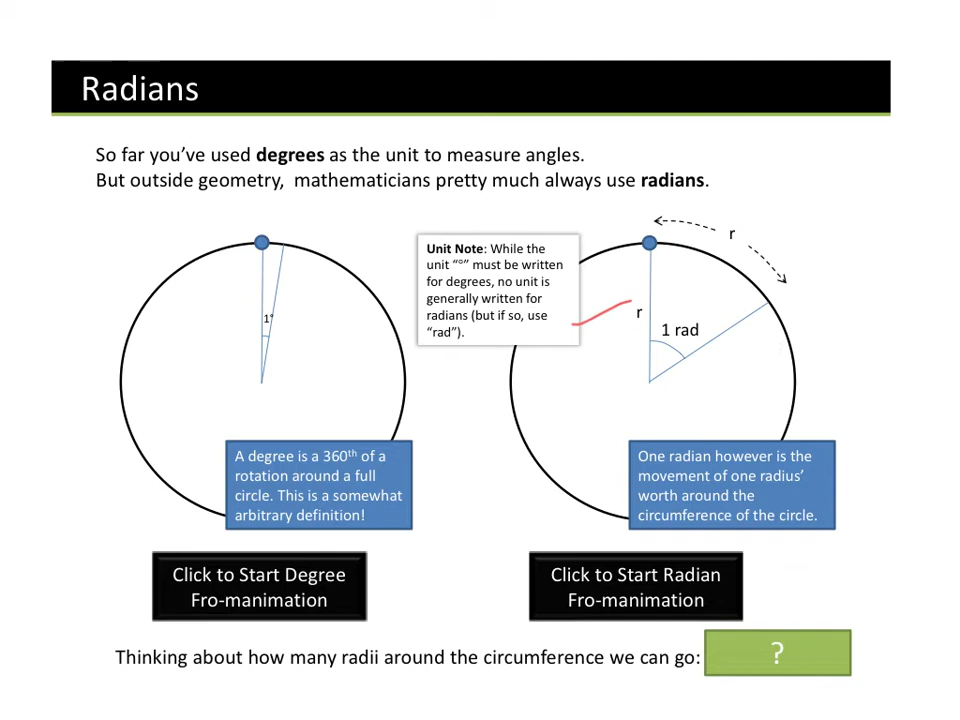 Radians
So far you’ve used degrees as the unit to measure angles.
But outside geometry,  mathematicians pretty much always use radians.
1°
A degree is a 360th of a
rotation around a full
circle. This is a somewhat
arbitrary definition!
Unit Note: While the
unit “°” must be written
for degrees, no unit is
generally written for
radians (but if so, use
“rad”).
r
r
1 rad
One radian however is the
movement of one radius’
worth around the
circumference of the circle.
Click to Start Degree
Fro-manimation
Click to Start Radian
Fro-manimation
Thinking about how many radii around the circumference we can go:
?